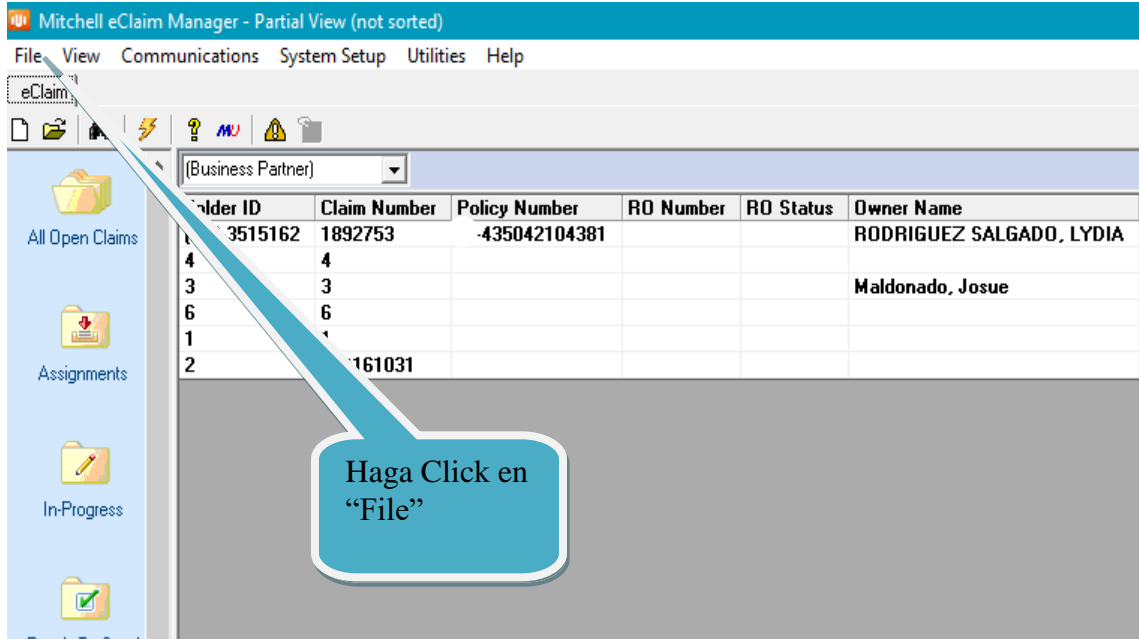 Mitchell eClaim Manager - Partial View (not sorted)
File View Communications System Setup Utilities Help
eClaim
(Business Partner)
ID Claim Number Policy Number RO Number RO Status Owner Name
3515162 1892753 -435042104381 RODRIGUEZ SALGADO, LYDIA
4 4
3 3 Maldonado, Josue
6 6
1
2 161031
All Open Claims
Assignments
In-Progress
Haga Click en
“File”